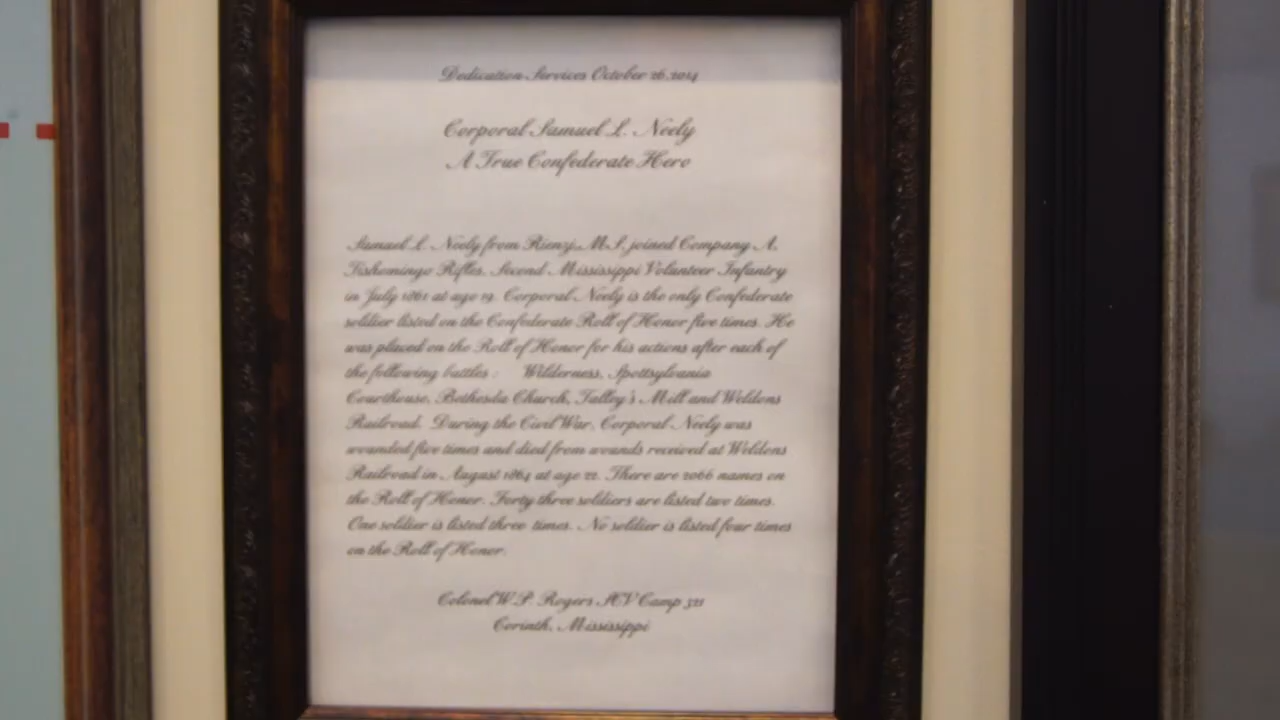 Dedication Services October 26, 2014
Corporal Samuel L. Neely
A True Confederate Hero
Samuel L. Neely from Rienzi, M.S. joined Company A,
Tishomingo Rifles, Second Mississippi Volunteer Infantry
in July 1861 at age 19. Corporal Neely is the only Confederate
soldier listed on the Confederate Roll of Honor five times. He
was placed on the Roll of Honor for his actions after each of
the following battles : Wilderness, Spottsylvania
Courthouse, Bethesda Church, Talley's Mill and Weldons
Railroad. During the Civil War, Corporal Neely was
wounded five times and died from wounds received at Weldons
Railroad in August 1864 at age 22. There are 2066 names on
the Roll of Honor. Forty three soldiers are listed two times.
One soldier is listed three times. No soldier is listed four times
on the Roll of Honor.
Colonel W.P. Rogers SCV Camp 321
Corinth, Mississippi